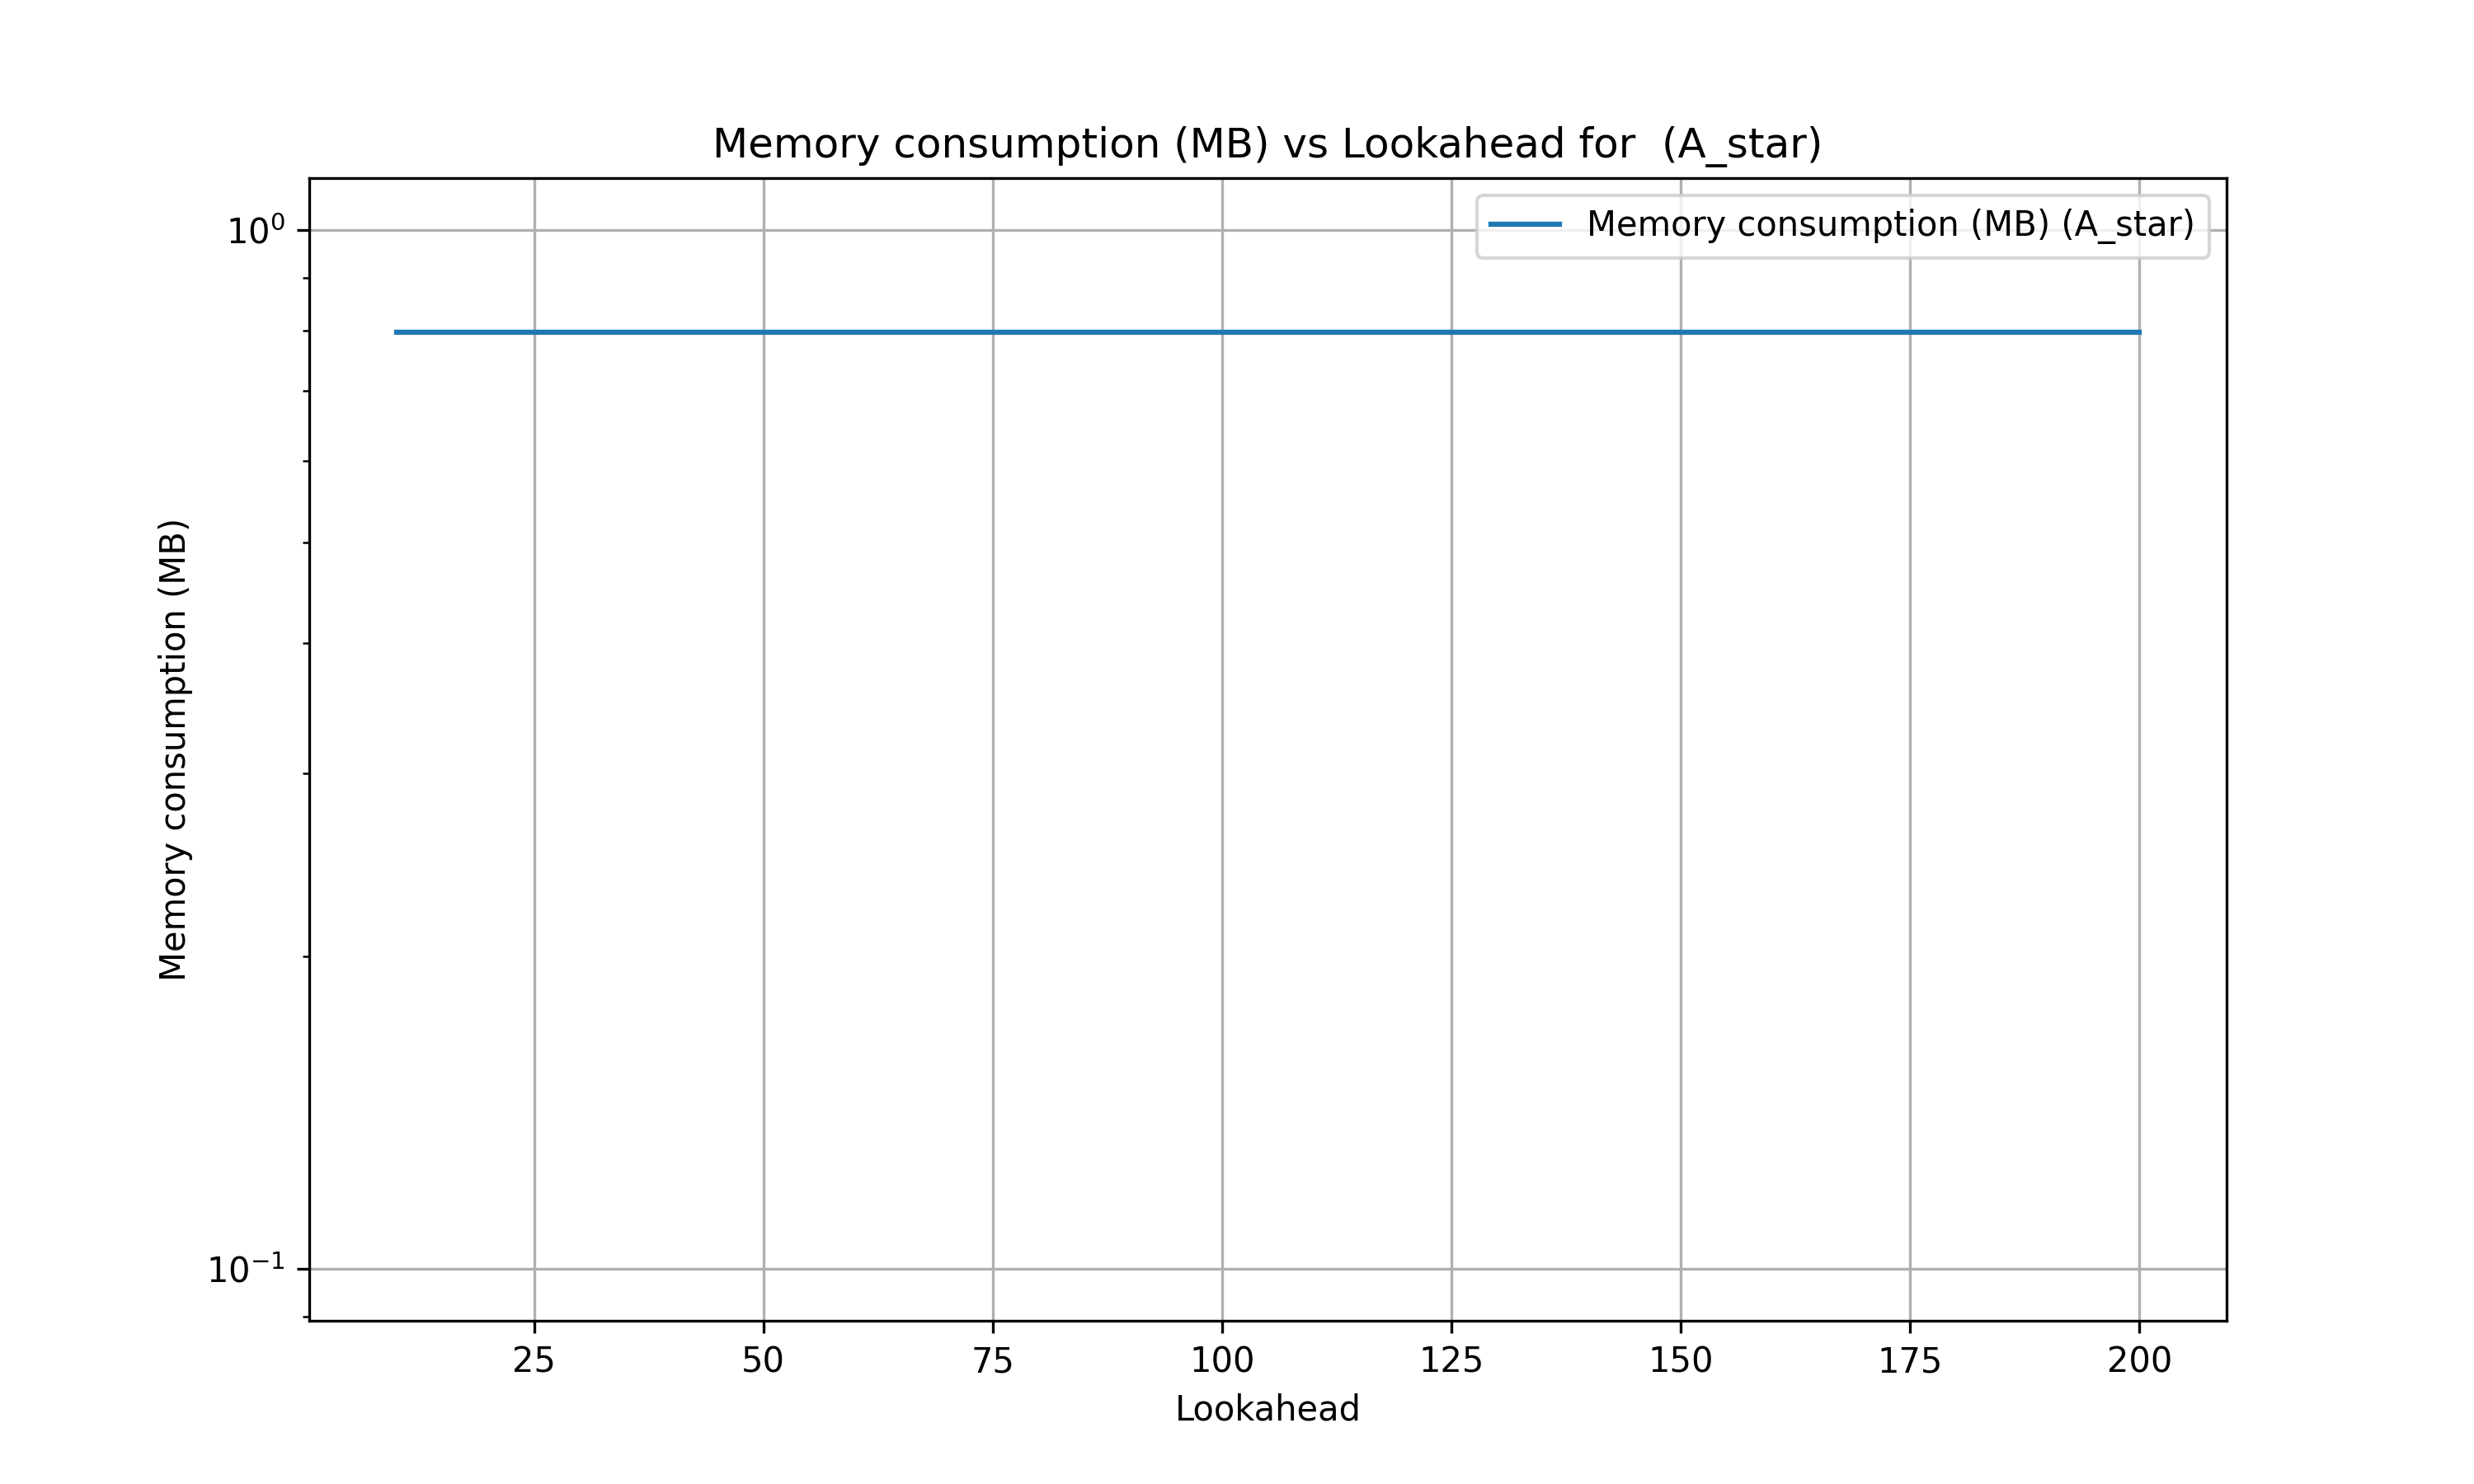 Memory consumption (MB) vs Lookahead for  (A_star)
Memory consumption (MB) (A_star)
10⁰
10⁻¹
Memory consumption (MB)
25 50 75 100 125 150 175 200
Lookahead